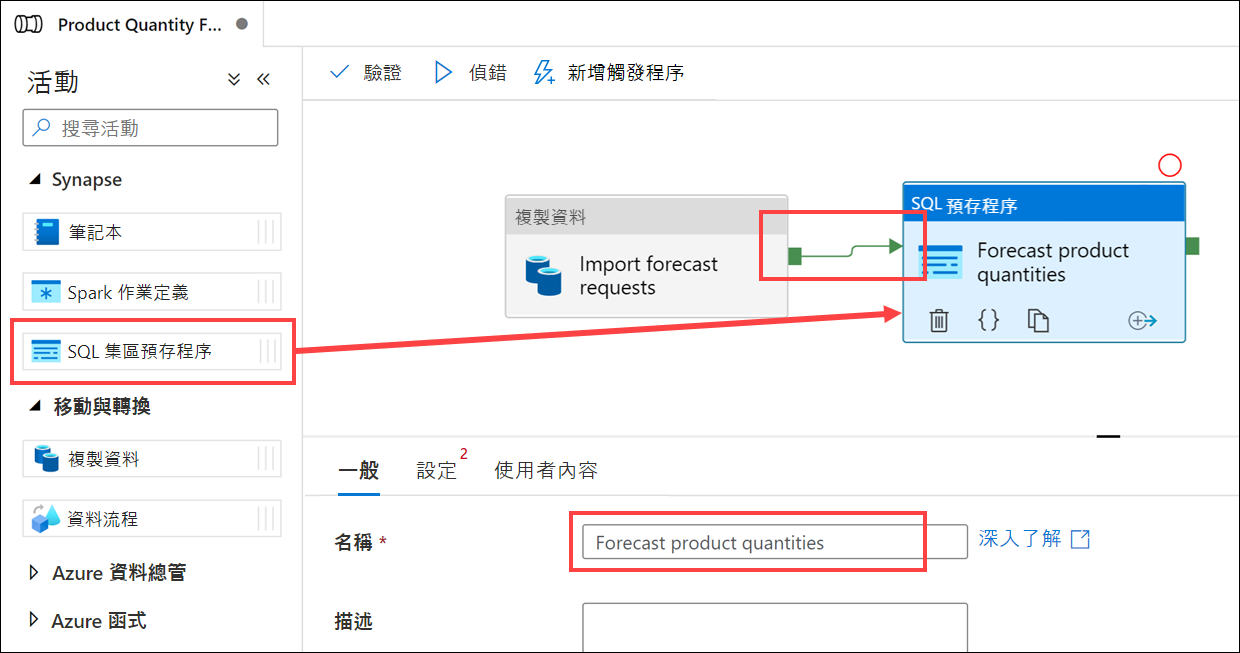 Product Quantity F...
活動
搜尋活動
Synapse
筆記本
Spark 作業定義
SQL 集區預存程序
移動與轉換
複製資料
資料流程
Azure 資料總管
Azure 函式
驗證 偵錯 新增觸發程序
複製資料
Import forecast
requests
SQL 預存程序
Forecast product
quantities
{}
一般 設定 2 使用者內容
名稱 *
Forecast product quantities
深入了解
描述